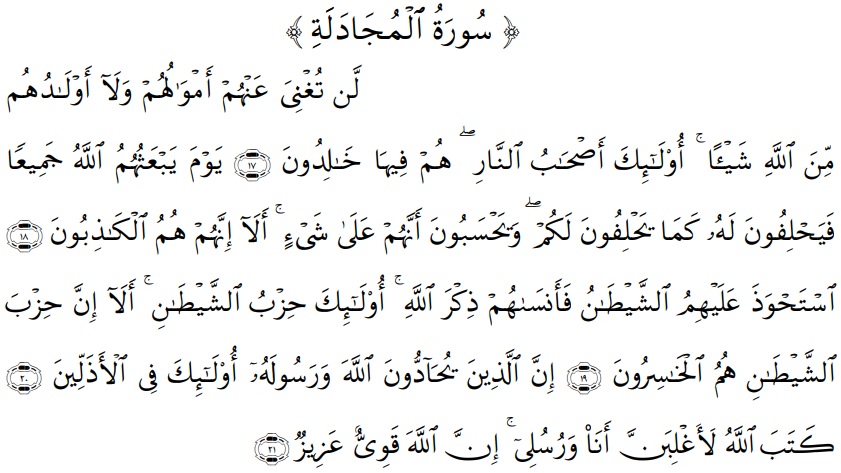 ﴿ سُورَةُ ٱلْمُجَادَلَةِ ﴾
لَّن تُغْنِىَ عَنْهُمْ أَمْوَٰلُهُمْ وَلَآ أَوْلَـٰدُهُم
مِّنَ ٱللَّهِ شَيْـًٔا ۚ أُو۟لَـٰٓئِكَ أَصْحَـٰبُ ٱلنَّارِ ۖ هُمْ فِيهَا خَـٰلِدُونَ ﴿١٧﴾ يَوْمَ يَبْعَثُهُمُ ٱللَّهُ جَمِيعًا
فَيَحْلِفُونَ لَهُۥ كَمَا يَحْلِفُونَ لَكُمْ ۖ وَيَحْسَبُونَ أَنَّهُمْ عَلَىٰ شَىْءٍ ۚ أَلَآ إِنَّهُمْ هُمُ ٱلْكَـٰذِبُونَ ﴿١٨﴾
ٱسْتَحْوَذَ عَلَيْهِمُ ٱلشَّيْطَـٰنُ فَأَنسَىٰهُمْ ذِكْرَ ٱللَّهِ ۚ أُو۟لَـٰٓئِكَ حِزْبُ ٱلشَّيْطَـٰنِ ۚ أَلَآ إِنَّ حِزْبَ
ٱلشَّيْطَـٰنِ هُمُ ٱلْخَـٰسِرُونَ ﴿١٩﴾ إِنَّ ٱلَّذِينَ يُحَآدُّونَ ٱللَّهَ وَرَسُولَهُۥٓ أُو۟لَـٰٓئِكَ فِى ٱلْأَذَلِّينَ ﴿٢٠﴾
كَتَبَ ٱللَّهُ لَأَغْلِبَنَّ أَنَا۠ وَرُسُلِىٓ ۚ إِنَّ ٱللَّهَ قَوِىٌّ عَزِيزٌ ﴿٢١﴾